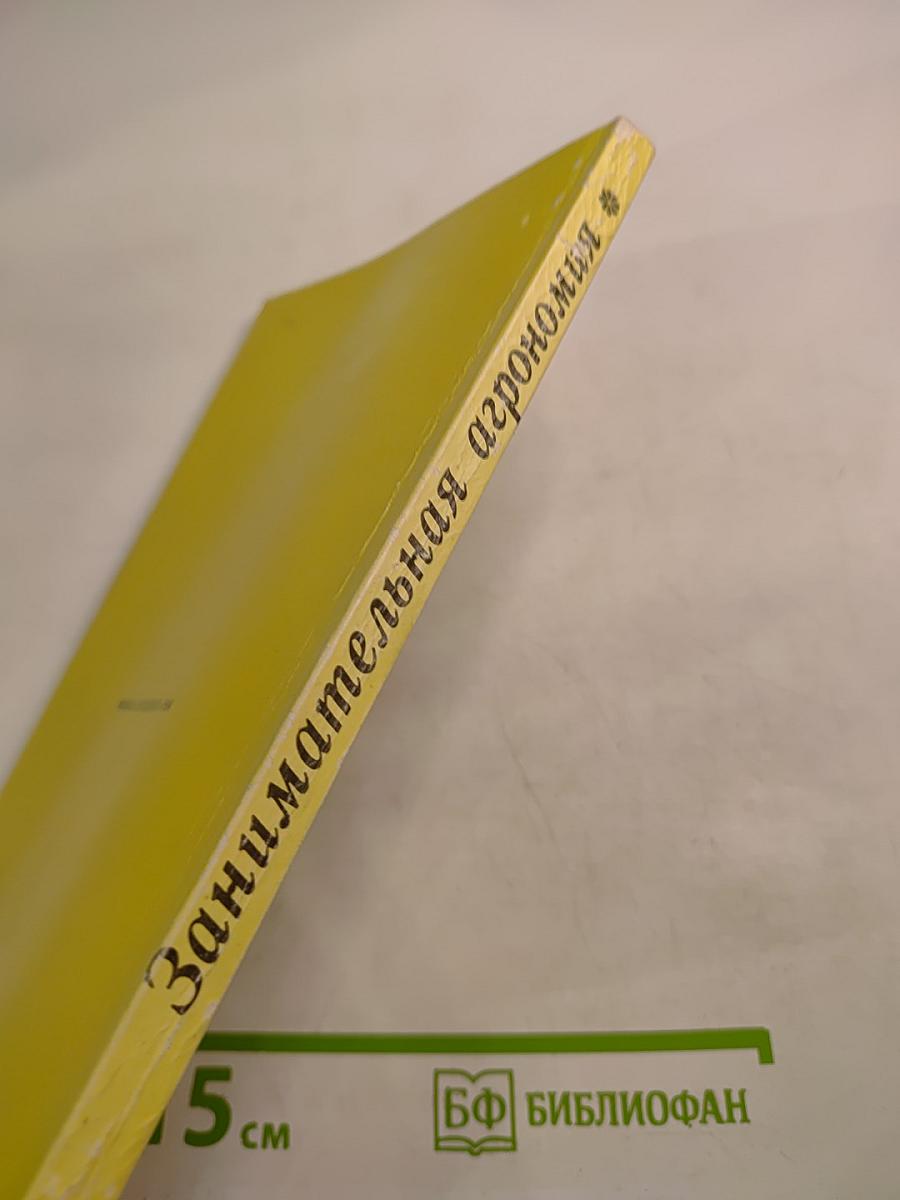 Занимательная агрономия *
15 см
БФ БИБЛИОФАН